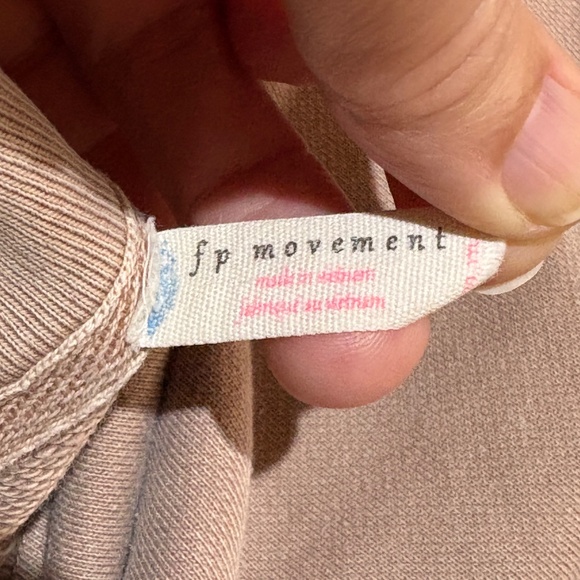 fp movement
made in vietnam
fabriqué au vietnam